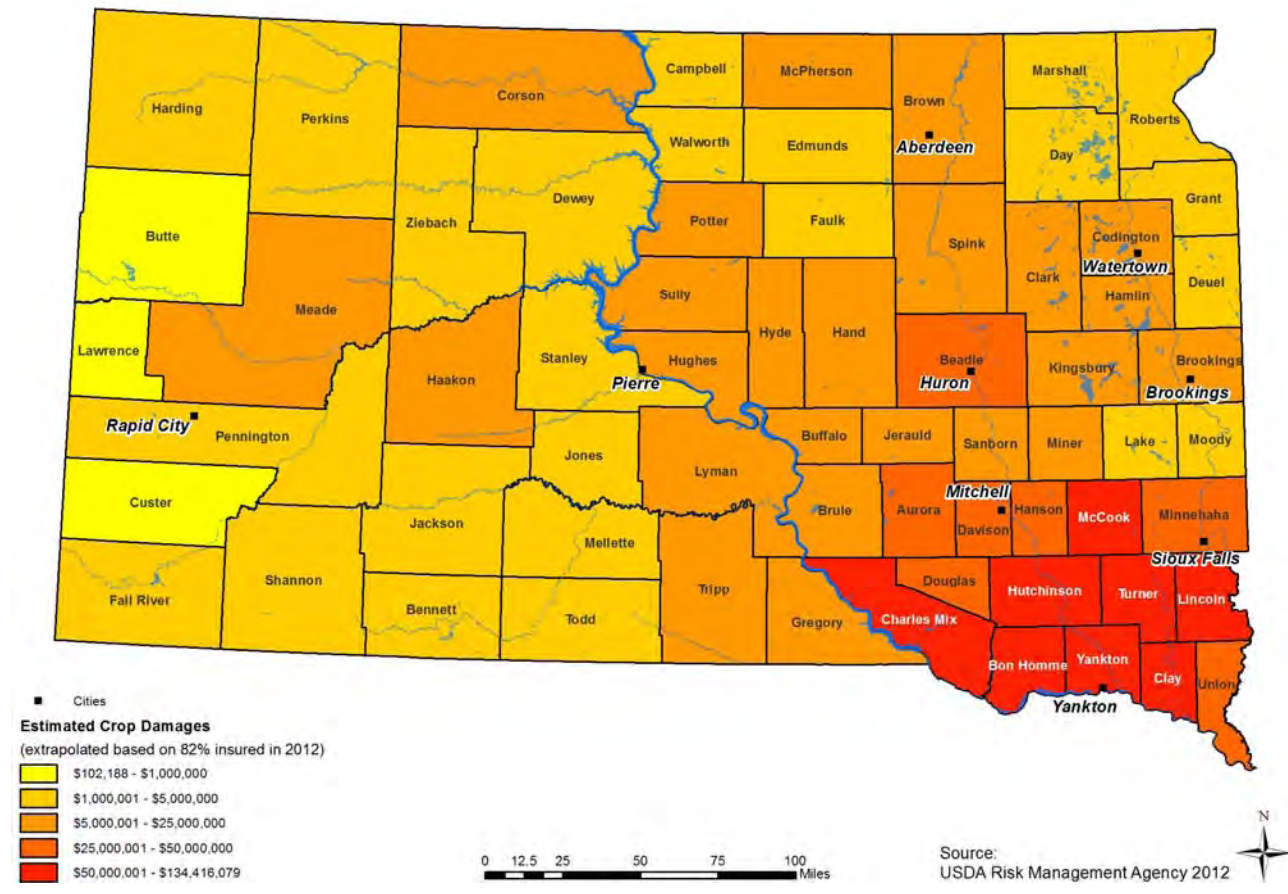 Campbell
McPherson
Marshall
Harding
Corson
Brown
Perkins
Roberts
Walworth
Edmunds
Aberdeen
Day
Dewey
Grant
Ziebach
Potter
Faulk
Butte
Spink
Codington
Watertown
Clark
Deuel
Sully
Hamlin
Meade
Hyde
Hand
Lawrence
Stanley
Hughes
Beadle
Kingsbury
Brookings
Haakon
Pierre
Huron
Brookings
Rapid City
Pennington
Buffalo
Jerauld
Sanborn
Miner
Lake
Moody
Jones
Lyman
Custer
Mitchell
Jackson
Brule
Aurora
Hanson
McCook
Minnehaha
Davison
Mellette
Sioux Falls
Shannon
Douglas
Tripp
Hutchinson
Turner
Lincoln
Fall River
Bennett
Todd
Gregory
Charles Mix
Bon Homme
Yankton
Clay
Union
Yankton
Cities
Estimated Crop Damages
(extrapolated based on 82% insured in 2012)
$102,188 - $1,000,000
$1,000,001 - $5,000,000
$5,000,001 - $25,000,000
$25,000,001 - $50,000,000
$50,000,001 - $134,416,079
0 12.5 25 50 75 100
Miles
Source:
USDA Risk Management Agency 2012
N